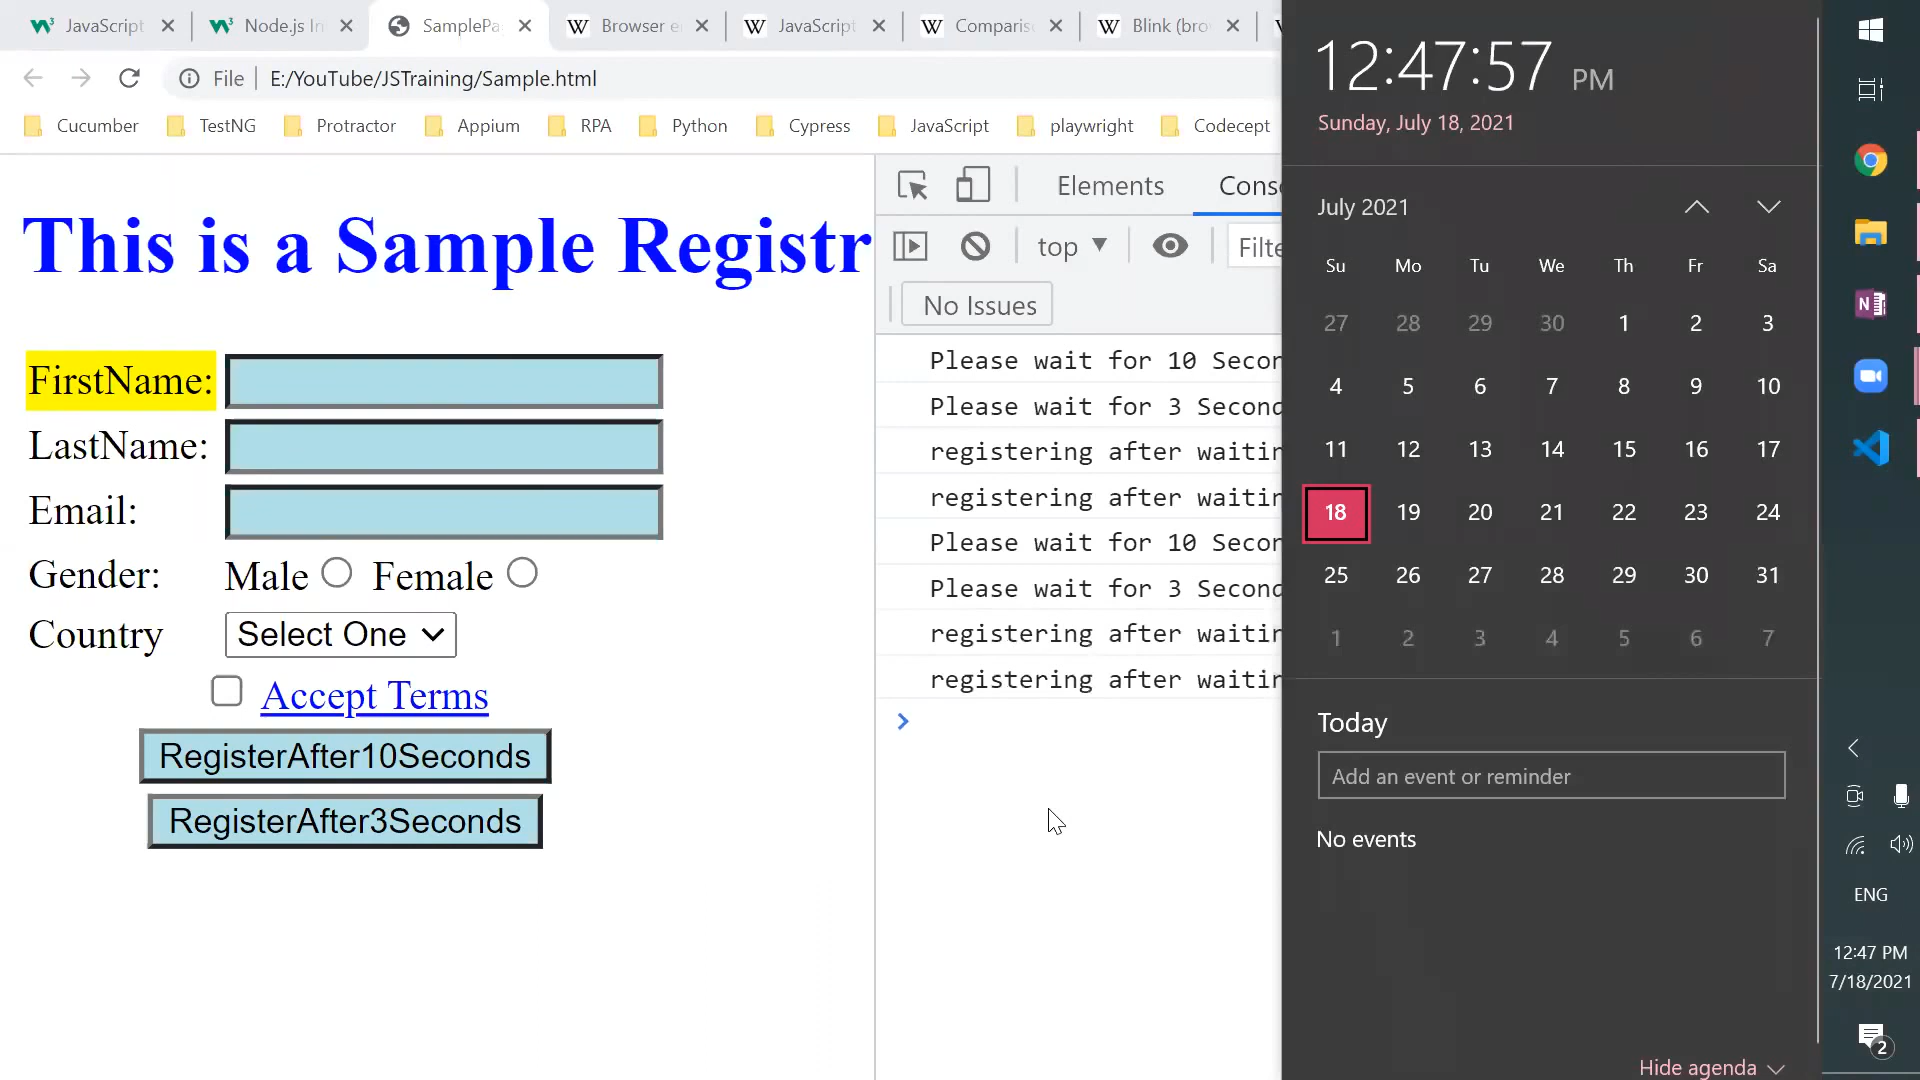 JavaScript
Node.js In
SamplePa
Browser e
JavaScript
Comparis
Blink (bro
File
E:/YouTube/JSTraining/Sample.html
Cucumber
TestNG
Protractor
Appium
RPA
Python
Cypress
JavaScript
playwright
Codecept
This is a Sample Registr
FirstName:
LastName:
Email:
Gender: Male Female
Country Select One
Accept Terms
RegisterAfter10Seconds
RegisterAfter3Seconds
Elements Conso
top Filte
No Issues
Please wait for 10 Secon
Please wait for 3 Second
registering after waitin
registering after waitin
Please wait for 10 Secon
Please wait for 3 Second
registering after waitin
registering after waitin
12:47:57 PM
Sunday, July 18, 2021
July 2021
Su Mo Tu We Th Fr Sa
27 28 29 30 1 2 3
4 5 6 7 8 9 10
11 12 13 14 15 16 17
18 19 20 21 22 23 24
25 26 27 28 29 30 31
1 2 3 4 5 6 7
Today
Add an event or reminder
No events
Hide agenda
ENG
12:47 PM
7/18/2021
2